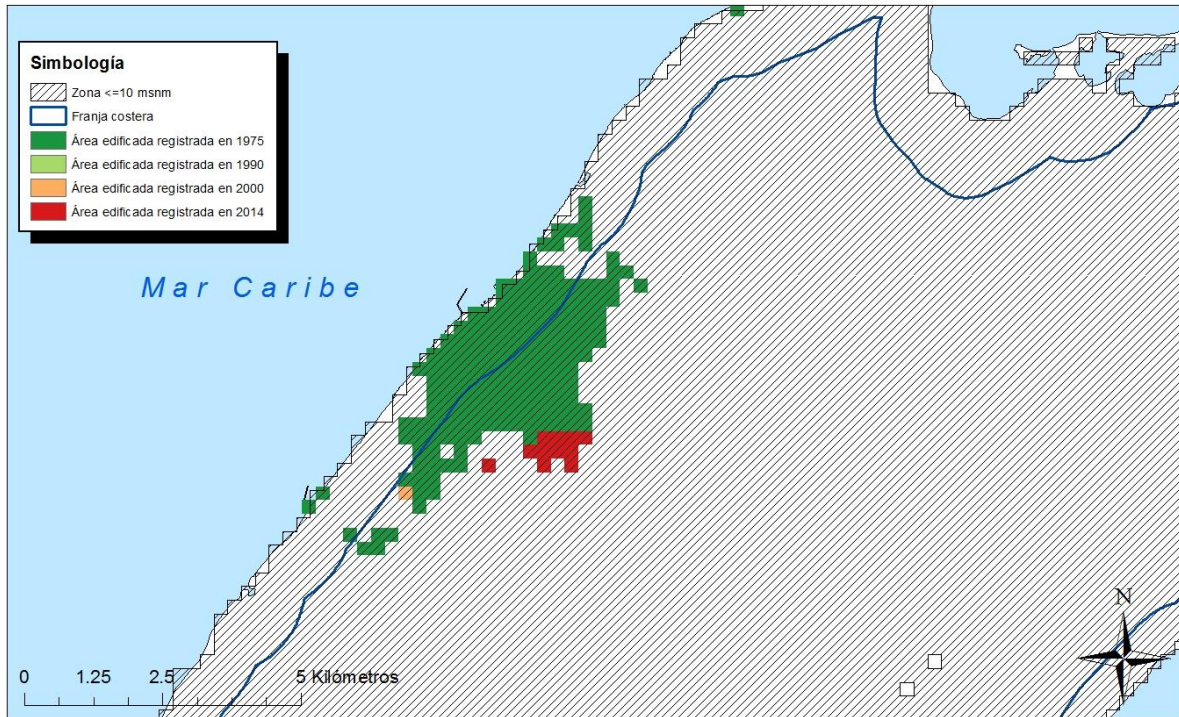 Simbología
Zona <=10 msnm
Franja costera
Área edificada registrada en 1975
Área edificada registrada en 1990
Área edificada registrada en 2000
Área edificada registrada en 2014
Mar Caribe
N
0 1.25 2.5 5 Kilómetros